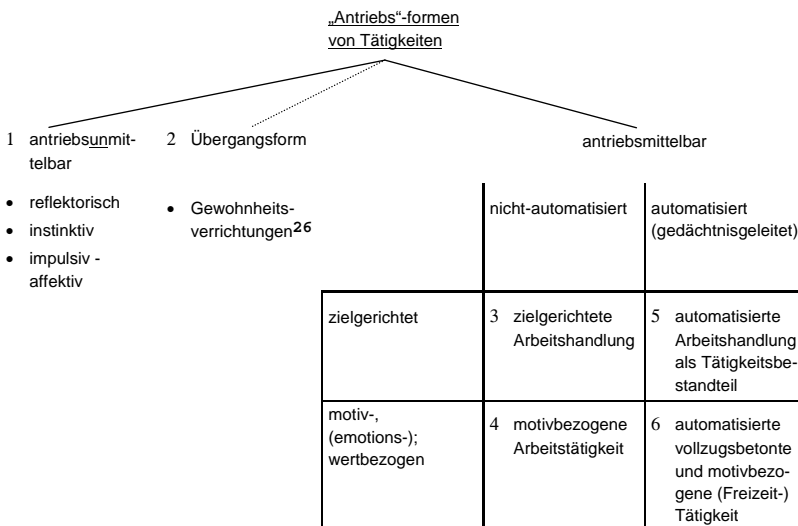 „Antriebs“-formen
von Tätigkeiten
1 antriebsunmit-
telbar
2 Übergangsform
antriebsmittelbar
• reflektorisch
• instinktiv
• impulsiv -
affektiv
• Gewohnheits-
verrichtungen26
nicht-automatisiert
automatisiert
(gedächtnisgeleitet)
zielgerichtet
3 zielgerichtete
Arbeitshandlung
5 automatisierte
Arbeitshandlung
als Tätigkeitsbe-
standteil
motiv-,
(emotions-);
wertbezogen
4 motivbezogene
Arbeitstätigkeit
6 automatisierte
vollzugsbetonte
und motivbezo-
gene (Freizeit-)
Tätigkeit